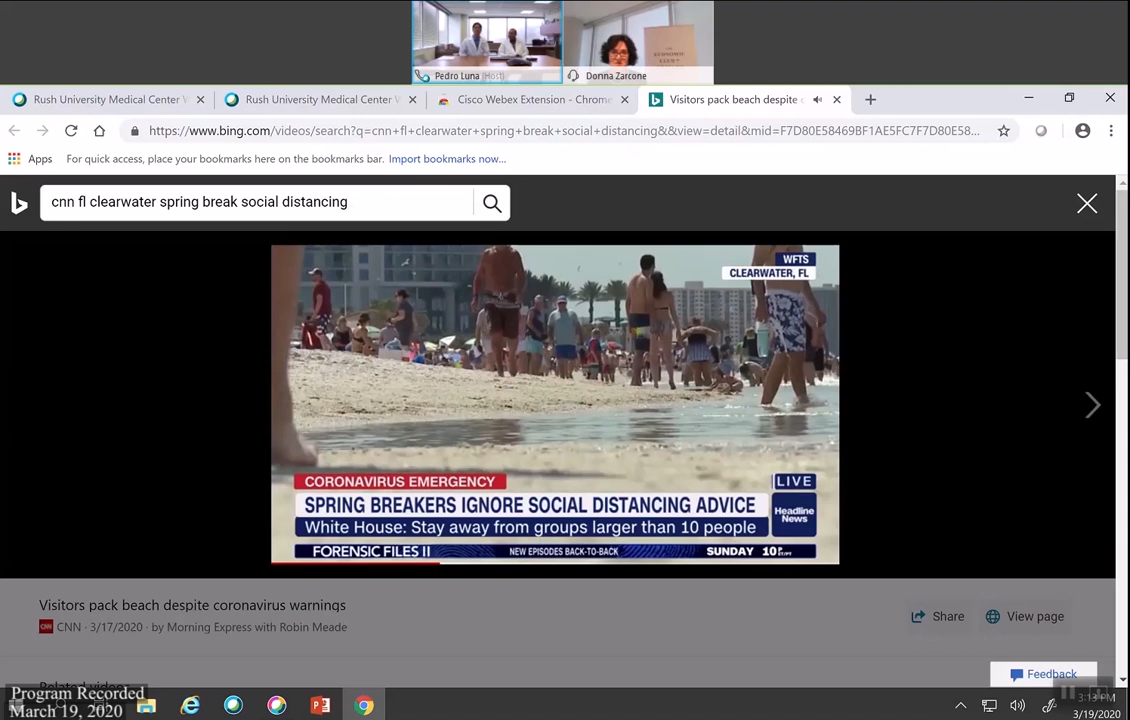 Pedro Luna (Host)
Donna Zarcone
Rush University Medical Center
Rush University Medical Center
Cisco Webex Extension - Chrome
Visitors pack beach despite
https://www.bing.com/videos/search?q=cnn+fl+clearwater+spring+break+social+distancing&&view=detail&mid=F7D80E58469BF1AE5FC7F7D80E58...
Apps
For quick access, place your bookmarks here on the bookmarks bar. Import bookmarks now...
cnn fl clearwater spring break social distancing
WFTS
CLEARWATER, FL
CORONAVIRUS EMERGENCY
LIVE
SPRING BREAKERS IGNORE SOCIAL DISTANCING ADVICE
Headline
News
White House: Stay away from groups larger than 10 people
FORENSIC FILES II
NEW EPISODES BACK-TO-BACK
SUNDAY 10
Visitors pack beach despite coronavirus warnings
CNN · 3/17/2020 · by Morning Express with Robin Meade
Share
View page
Feedback
Related videos
Program Recorded
March 19, 2020
3:13 PM
3/19/2020